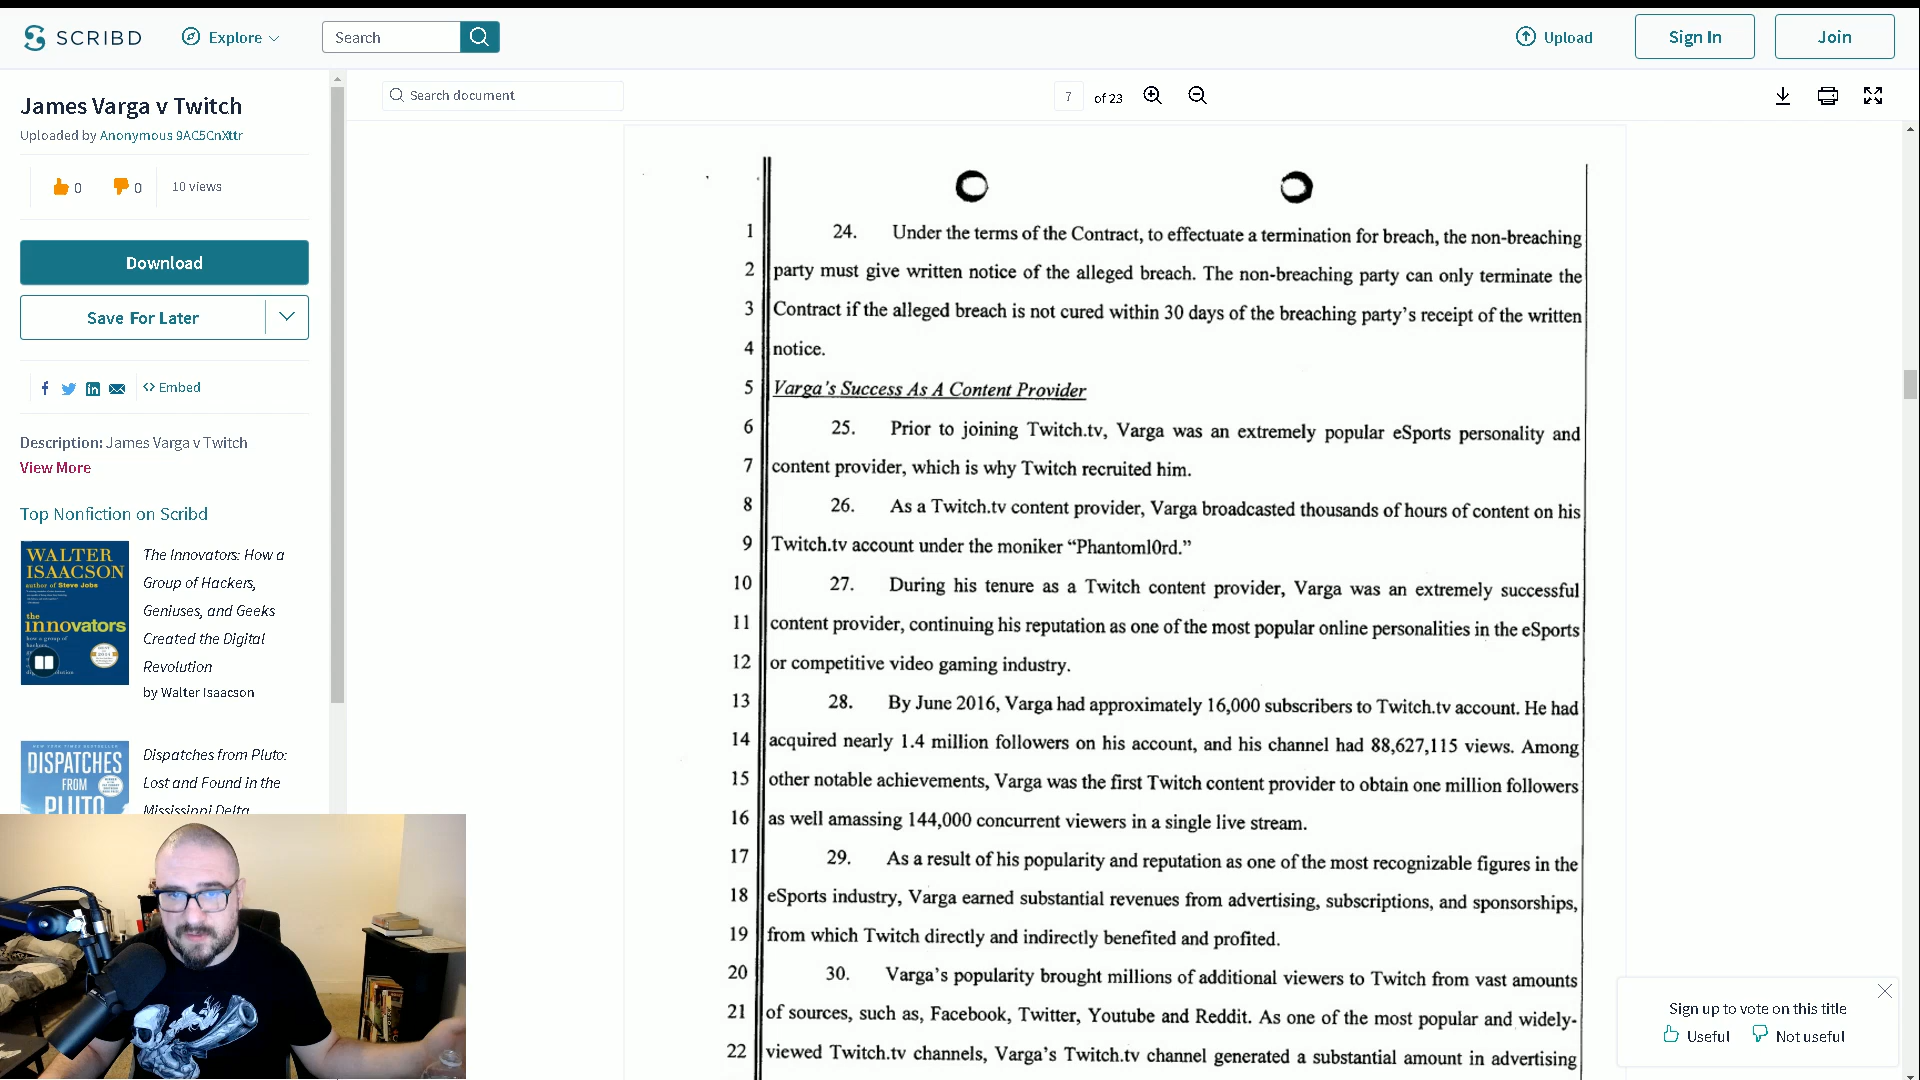 SCRIBD
Explore
Search
Upload
Sign In
Join
James Varga v Twitch
Uploaded by Anonymous 9AC5CnXttr
0
0
10 views
Download
Save For Later
<> Embed
Description: James Varga v Twitch
View More
Top Nonfiction on Scribd
WALTER
ISAACSON
author of Steve Jobs
the
innovators
The Innovators: How a
Group of Hackers,
Geniuses, and Geeks
Created the Digital
Revolution
by Walter Isaacson
DISPATCHES
FROM
PLUTO
Dispatches from Pluto:
Lost and Found in the
Mississippi Delta
Search document
7 of 23
1 24. Under the terms of the Contract, to effectuate a termination for breach, the non-breaching
2 party must give written notice of the alleged breach. The non-breaching party can only terminate the
3 Contract if the alleged breach is not cured within 30 days of the breaching party's receipt of the written
4 notice.
5 Varga's Success As A Content Provider
6 25. Prior to joining Twitch.tv, Varga was an extremely popular eSports personality and
7 content provider, which is why Twitch recruited him.
8 26. As a Twitch.tv content provider, Varga broadcasted thousands of hours of content on his
9 Twitch.tv account under the moniker “Phantoml0rd.”
10 27. During his tenure as a Twitch content provider, Varga was an extremely successful
11 content provider, continuing his reputation as one of the most popular online personalities in the eSports
12 or competitive video gaming industry.
13 28. By June 2016, Varga had approximately 16,000 subscribers to Twitch.tv account. He had
14 acquired nearly 1.4 million followers on his account, and his channel had 88,627,115 views. Among
15 other notable achievements, Varga was the first Twitch content provider to obtain one million followers
16 as well amassing 144,000 concurrent viewers in a single live stream.
17 29. As a result of his popularity and reputation as one of the most recognizable figures in the
18 eSports industry, Varga earned substantial revenues from advertising, subscriptions, and sponsorships,
19 from which Twitch directly and indirectly benefited and profited.
20 30. Varga's popularity brought millions of additional viewers to Twitch from vast amounts
21 of sources, such as, Facebook, Twitter, Youtube and Reddit. As one of the most popular and widely-
22 viewed Twitch.tv channels, Varga's Twitch.tv channel generated a substantial amount in advertising
Sign up to vote on this title
Useful
Not useful